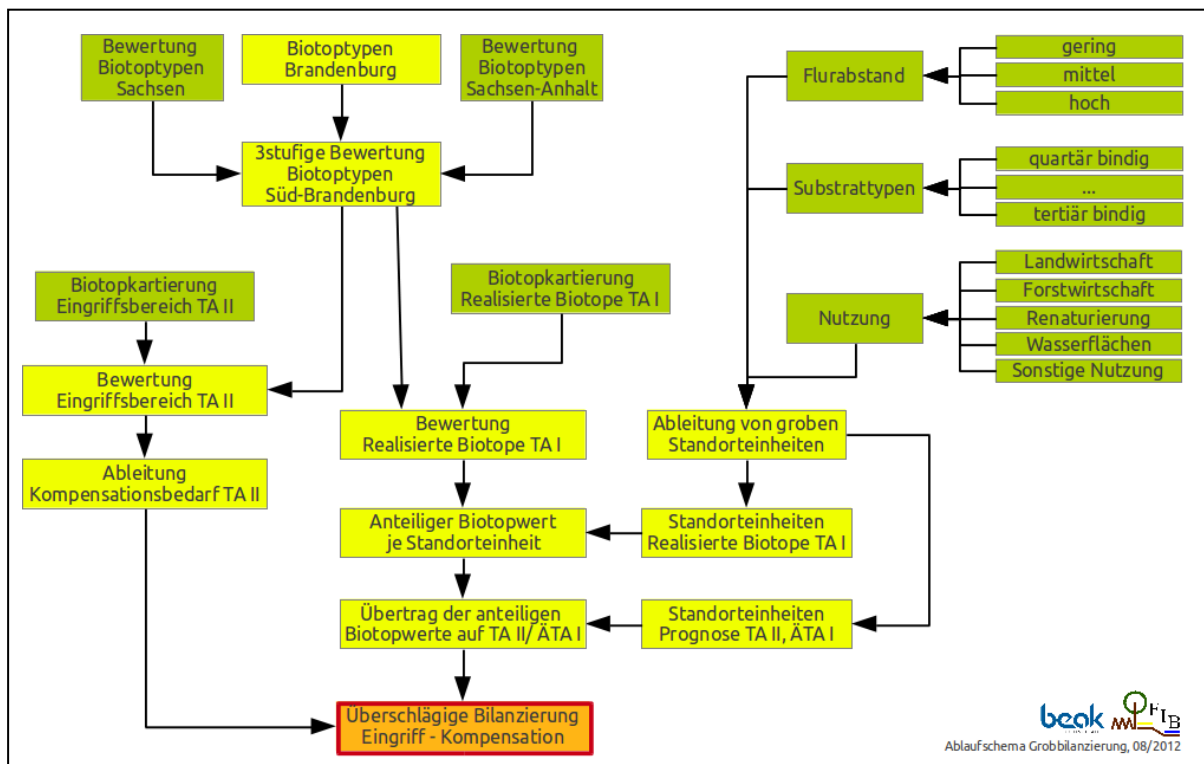 Bewertung
Biotoptypen
Sachsen
Biotoptypen
Brandenburg
Bewertung
Biotoptypen
Sachsen-Anhalt
3stufige Bewertung
Biotoptypen
Süd-Brandenburg
Flurabstand
gering
mittel
hoch
Substrattypen
quartär bindig
...
tertiär bindig
Nutzung
Landwirtschaft
Forstwirtschaft
Renaturierung
Wasserflächen
Sonstige Nutzung
Biotopkartierung
Eingriffsbereich TA II
Biotopkartierung
Realisierte Biotope TA I
Bewertung
Eingriffsbereich TA II
Bewertung
Realisierte Biotope TA I
Ableitung von groben
Standorteinheiten
Ableitung
Kompensationsbedarf TA II
Anteiliger Biotopwert
je Standorteinheit
Standorteinheiten
Realisierte Biotope TA I
Übertrag der anteiligen
Biotopwerte auf TA II/ ÄTA I
Standorteinheiten
Prognose TA II, ÄTA I
Überschlägige Bilanzierung
Eingriff - Kompensation
beak
FIB
Ablaufschema Grobbilanzierung, 08/2012